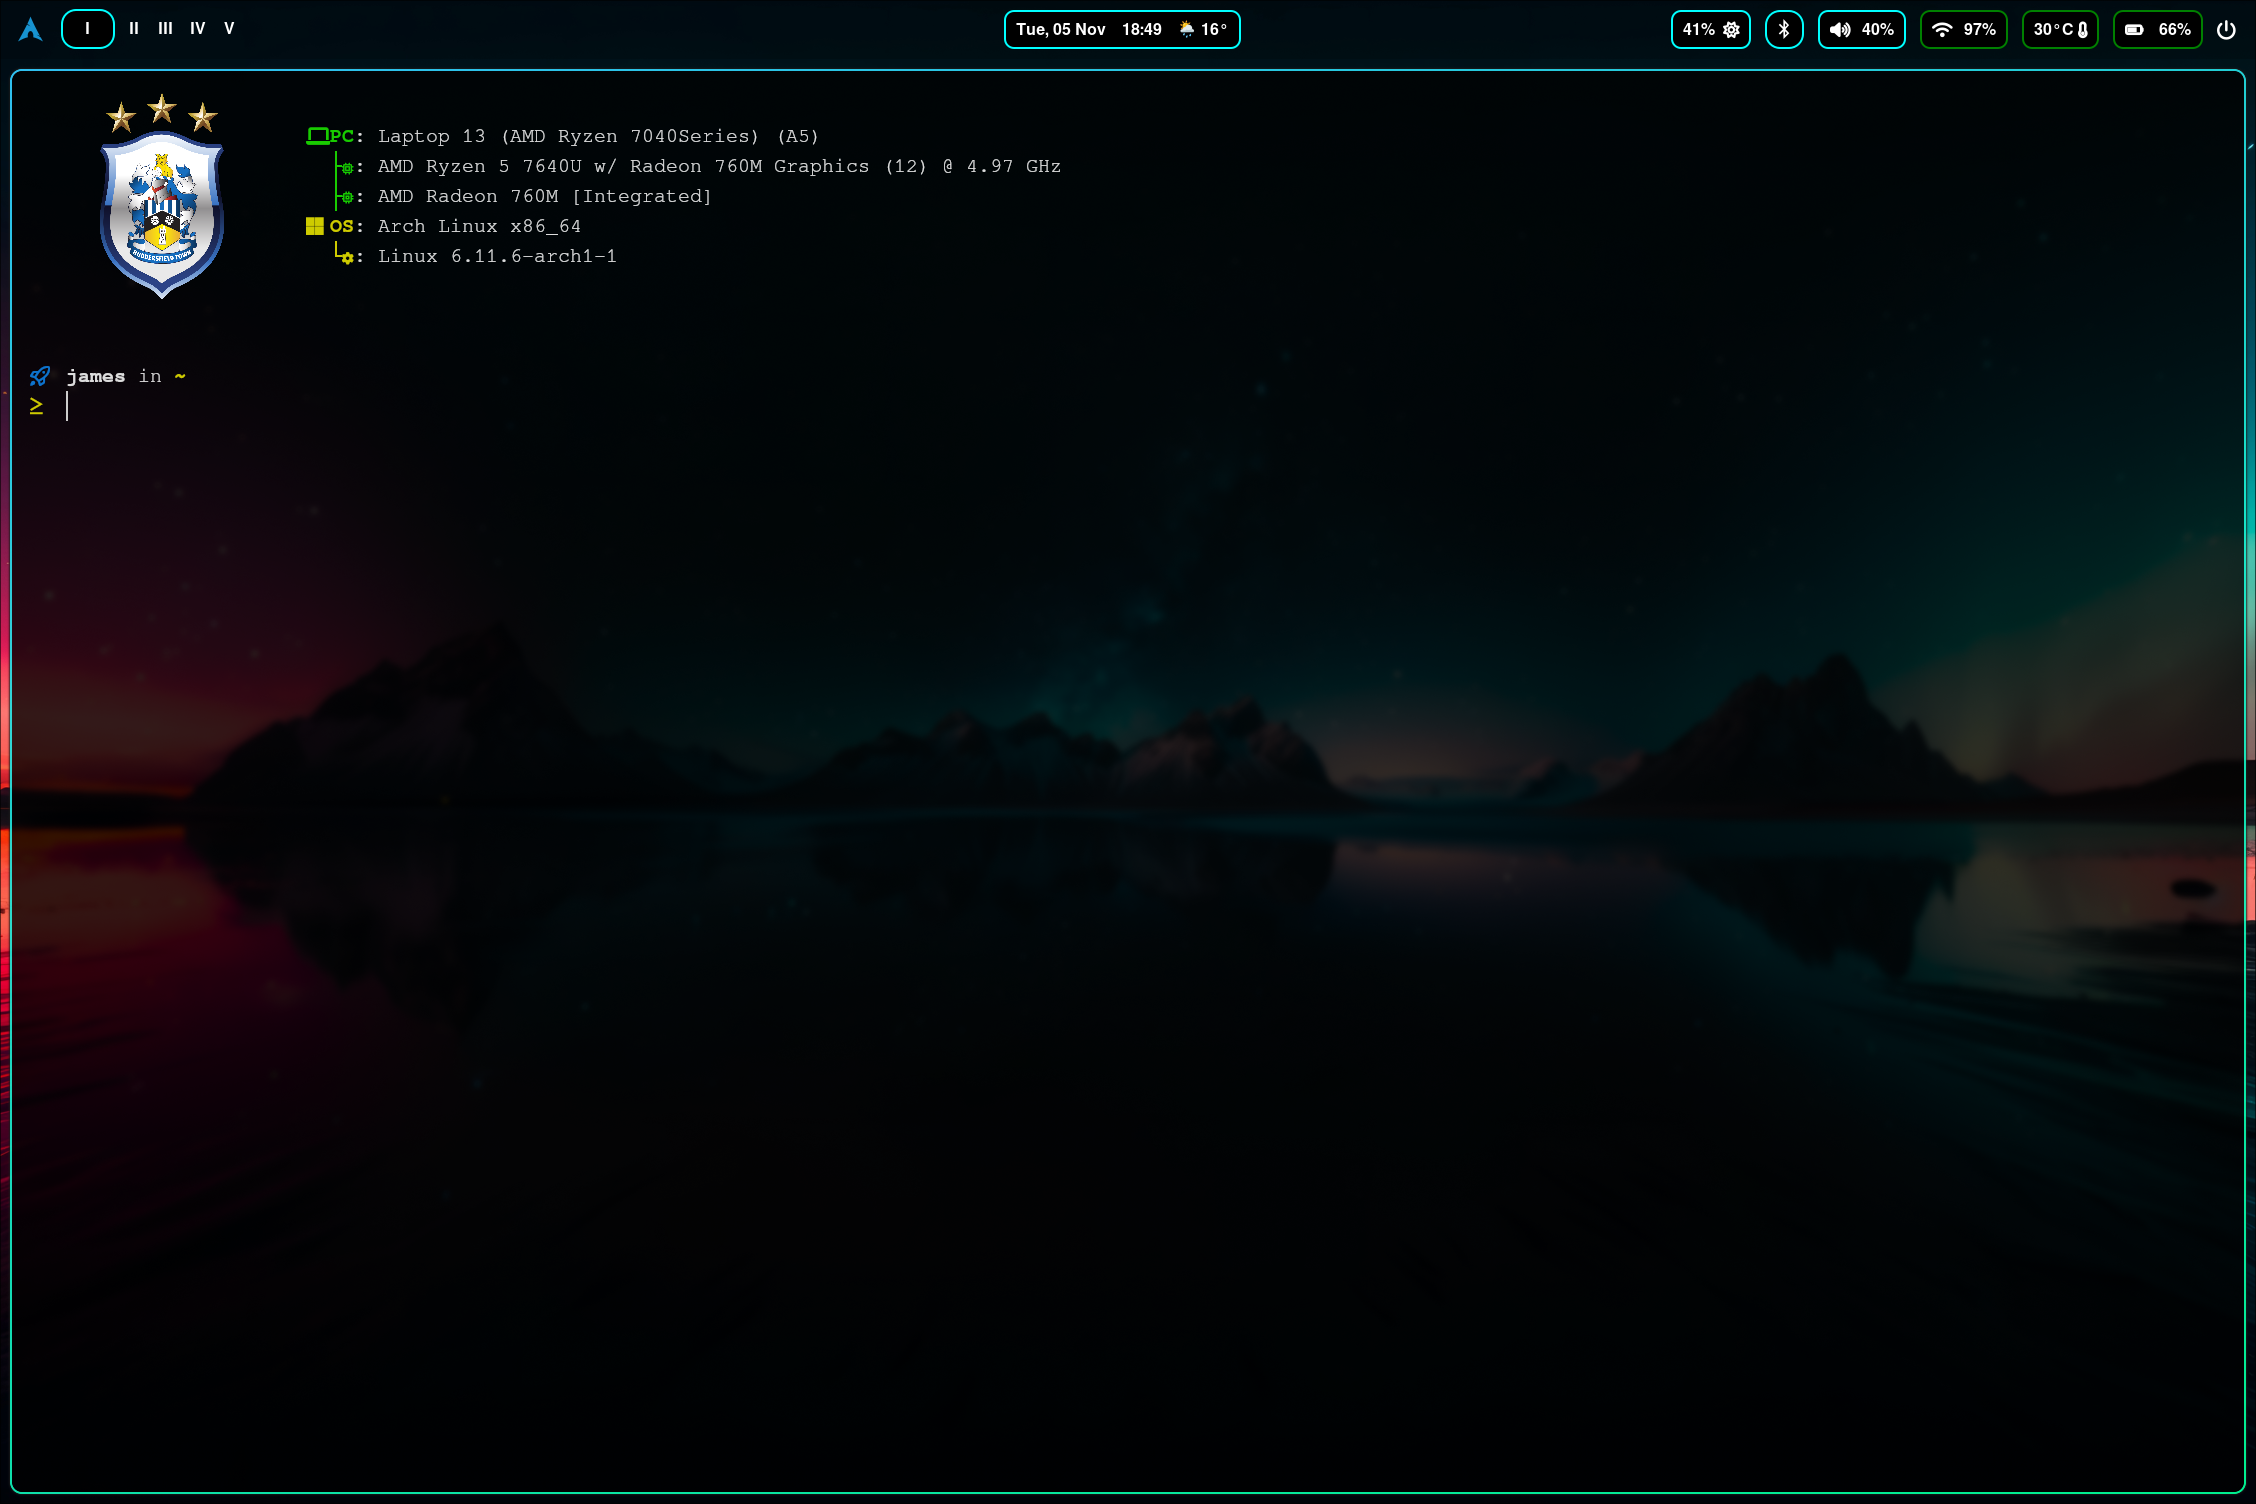 I II III IV V
Tue, 05 Nov 18:49 16°
41% 40% 97% 30°C 66%
HUDDERSFIELD TOWN
PC: Laptop 13 (AMD Ryzen 7040Series) (A5)
: AMD Ryzen 5 7640U w/ Radeon 760M Graphics (12) @ 4.97 GHz
: AMD Radeon 760M [Integrated]
OS: Arch Linux x86_64
: Linux 6.11.6-arch1-1
james in ~
≥